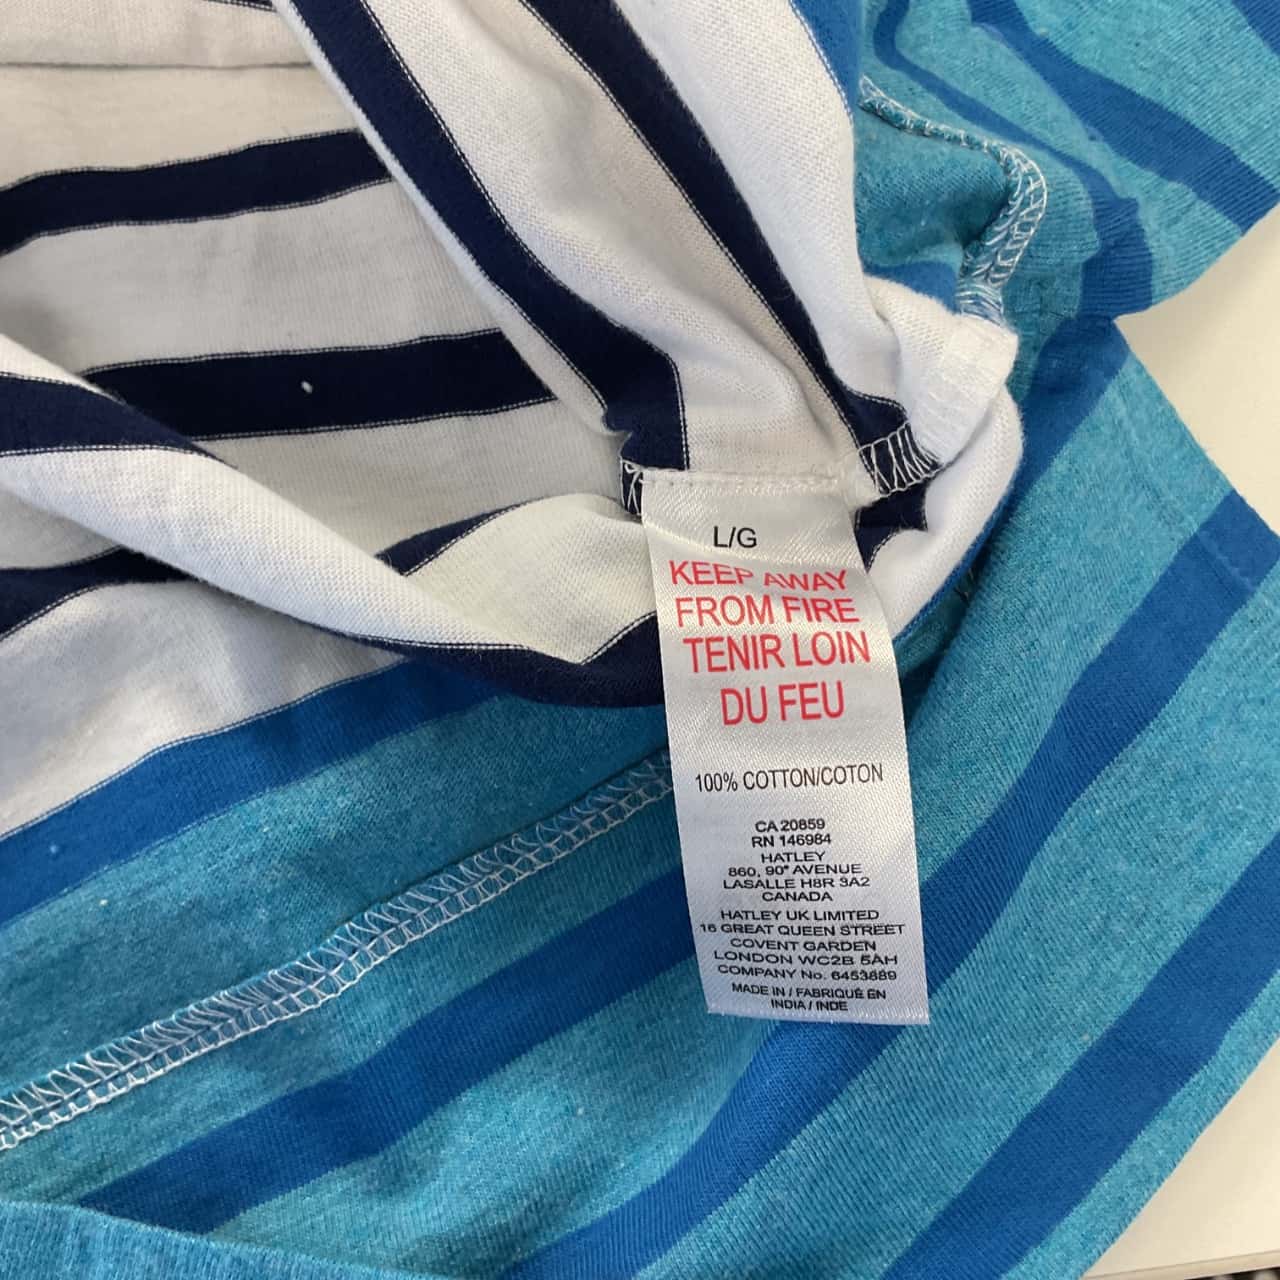 L/G
KEEP AWAY
FROM FIRE
TENIR LOIN
DU FEU
100% COTTON/COTON
CA 20859
RN 146984
HATLEY
860, 90e AVENUE
LASALLE H8R 3A2
CANADA
HATLEY UK LIMITED
16 GREAT QUEEN STREET
COVENT GARDEN
LONDON WC2B 5AH
COMPANY No. 6453889
MADE IN / FABRIQUÉ EN
INDIA / INDE